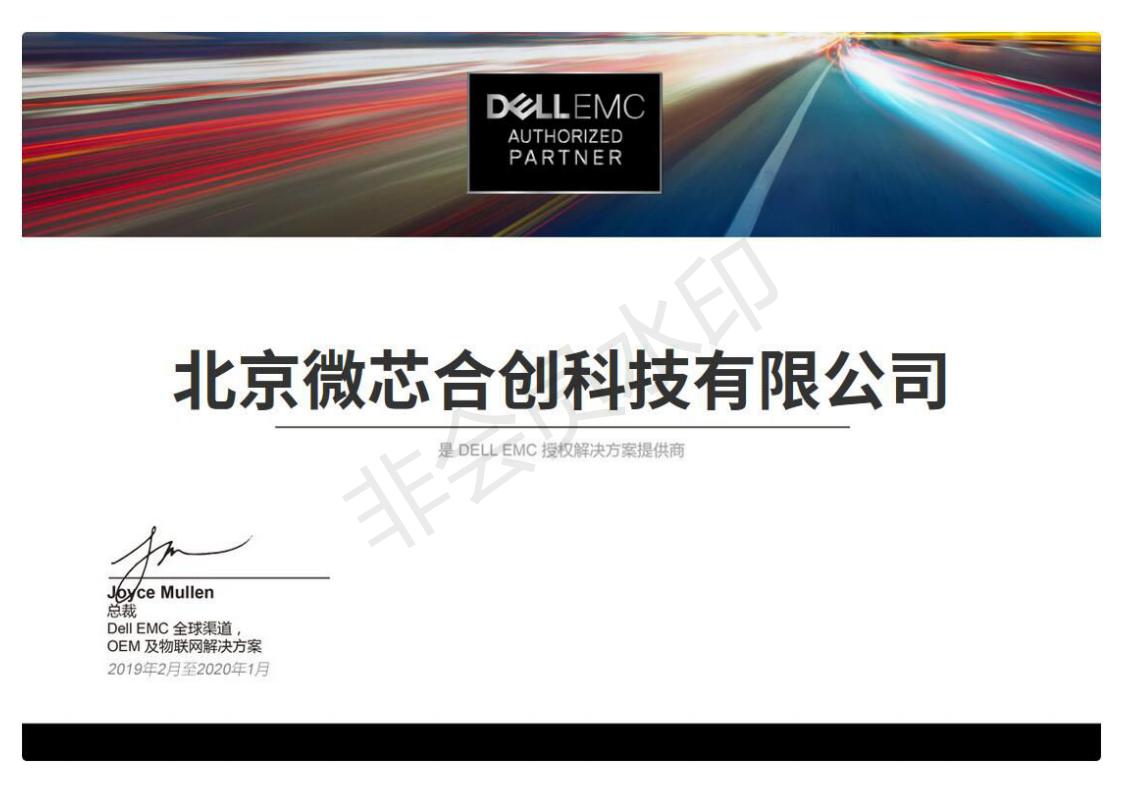 DELL EMC
AUTHORIZED
PARTNER
北京微芯合创科技有限公司
是 DELL EMC 授权解决方案提供商
非会员水印
Joyce Mullen
总裁
Dell EMC 全球渠道，
OEM 及物联网解决方案
2019年2月至2020年1月